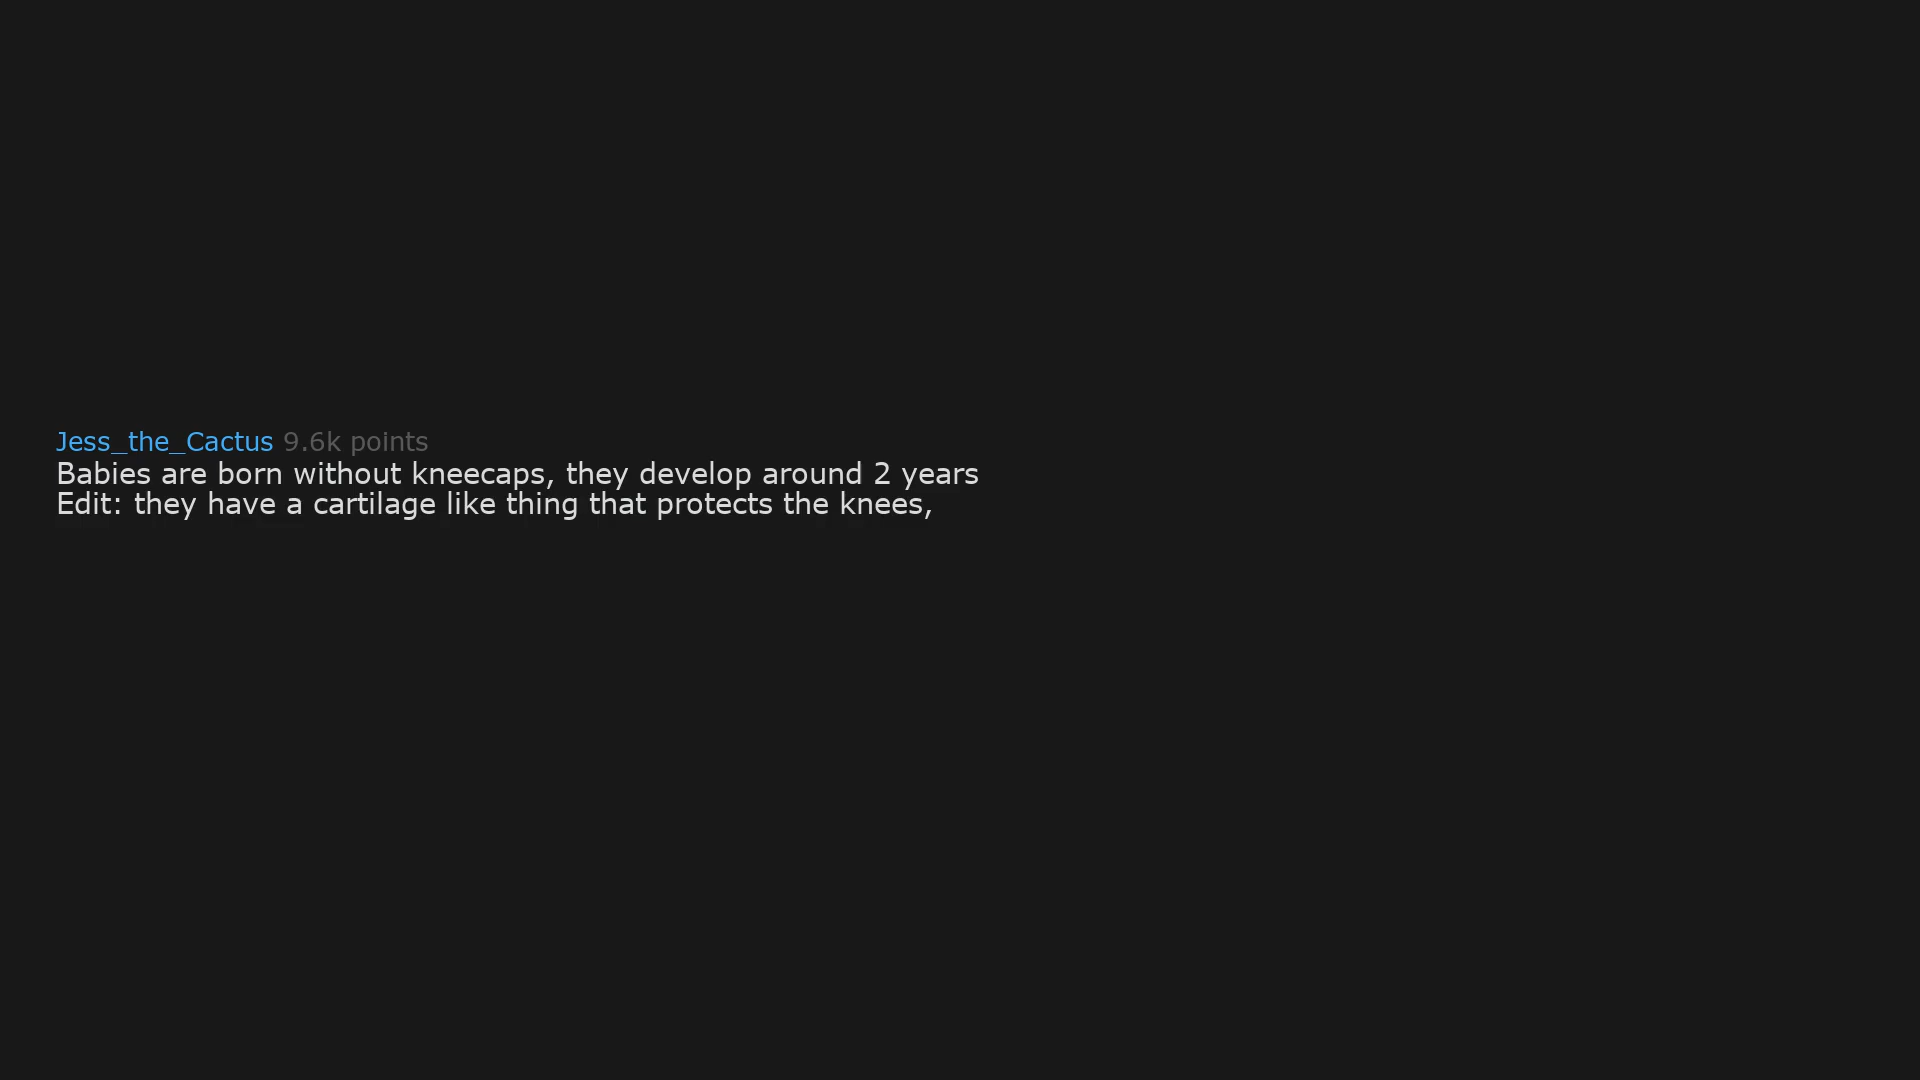 Jess_the_Cactus 9.6k points
Babies are born without kneecaps, they develop around 2 years
Edit: they have a cartilage like thing that protects the knees,